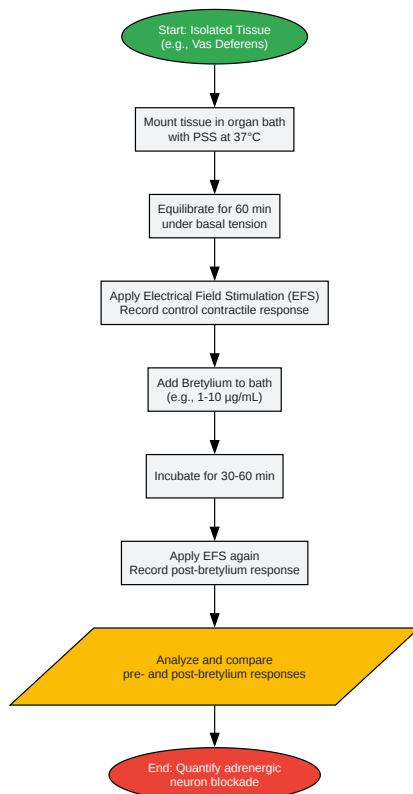 Start: Isolated Tissue
(e.g., Vas Deferens)
Mount tissue in organ bath
with PSS at 37°C
Equilibrate for 60 min
under basal tension
Apply Electrical Field Stimulation (EFS)
Record control contractile response
Add Bretylium to bath
(e.g., 1-10 µg/mL)
Incubate for 30-60 min
Apply EFS again
Record post-bretylium response
Analyze and compare
pre- and post-bretylium responses
End: Quantify adrenergic
neuron blockade